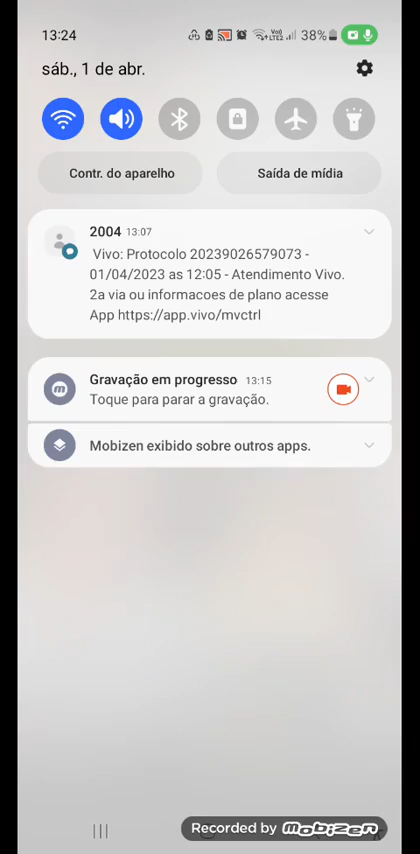 13:24 Vo) LTE2 38%
sáb., 1 de abr.
Contr. do aparelho Saída de mídia
2004 13:07
Vivo: Protocolo 20239026579073 -
01/04/2023 as 12:05 - Atendimento Vivo.
2a via ou informacoes de plano acesse
App https://app.vivo/mvctrl
Gravação em progresso 13:15
Toque para parar a gravação.
Mobizen exibido sobre outros apps.
Recorded by mobizen